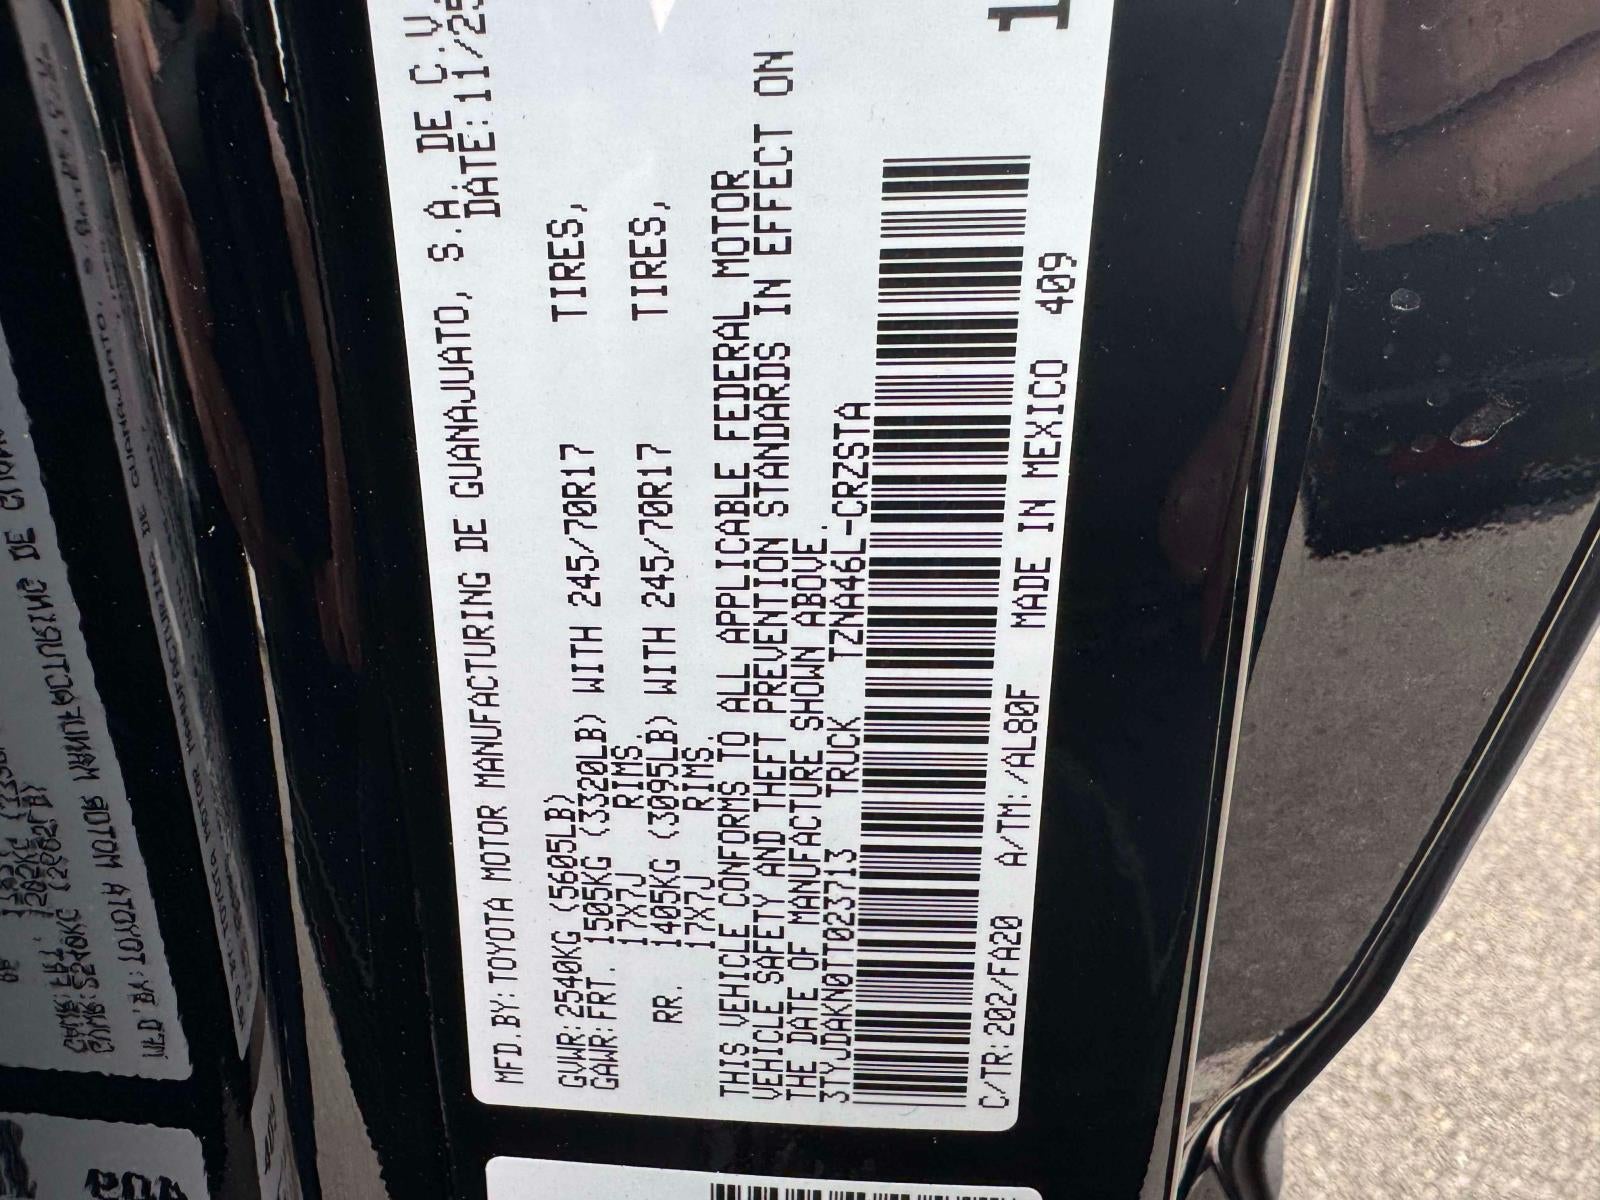 MFD.BY:TOYOTA MOTOR MANUFACTURING DE GUANAJUATO, S.A. DE C.V.
DATE:11/25
GVWR:2540KG (5605LB)
GAWR:FRT. 1505KG (3320LB) WITH 245/70R17 TIRES,
17X7J RIMS.
RR. 1405KG (3095LB) WITH 245/70R17 TIRES,
17X7J RIMS.
THIS VEHICLE CONFORMS TO ALL APPLICABLE FEDERAL MOTOR
VEHICLE SAFETY AND THEFT PREVENTION STANDARDS IN EFFECT ON
THE DATE OF MANUFACTURE SHOWN ABOVE.
3TYJDAKN0TT023713 TRUCK TZNA46L-CRZSTA
C/TR:202/FA20 A/TM:/AL80F MADE IN MEXICO 409